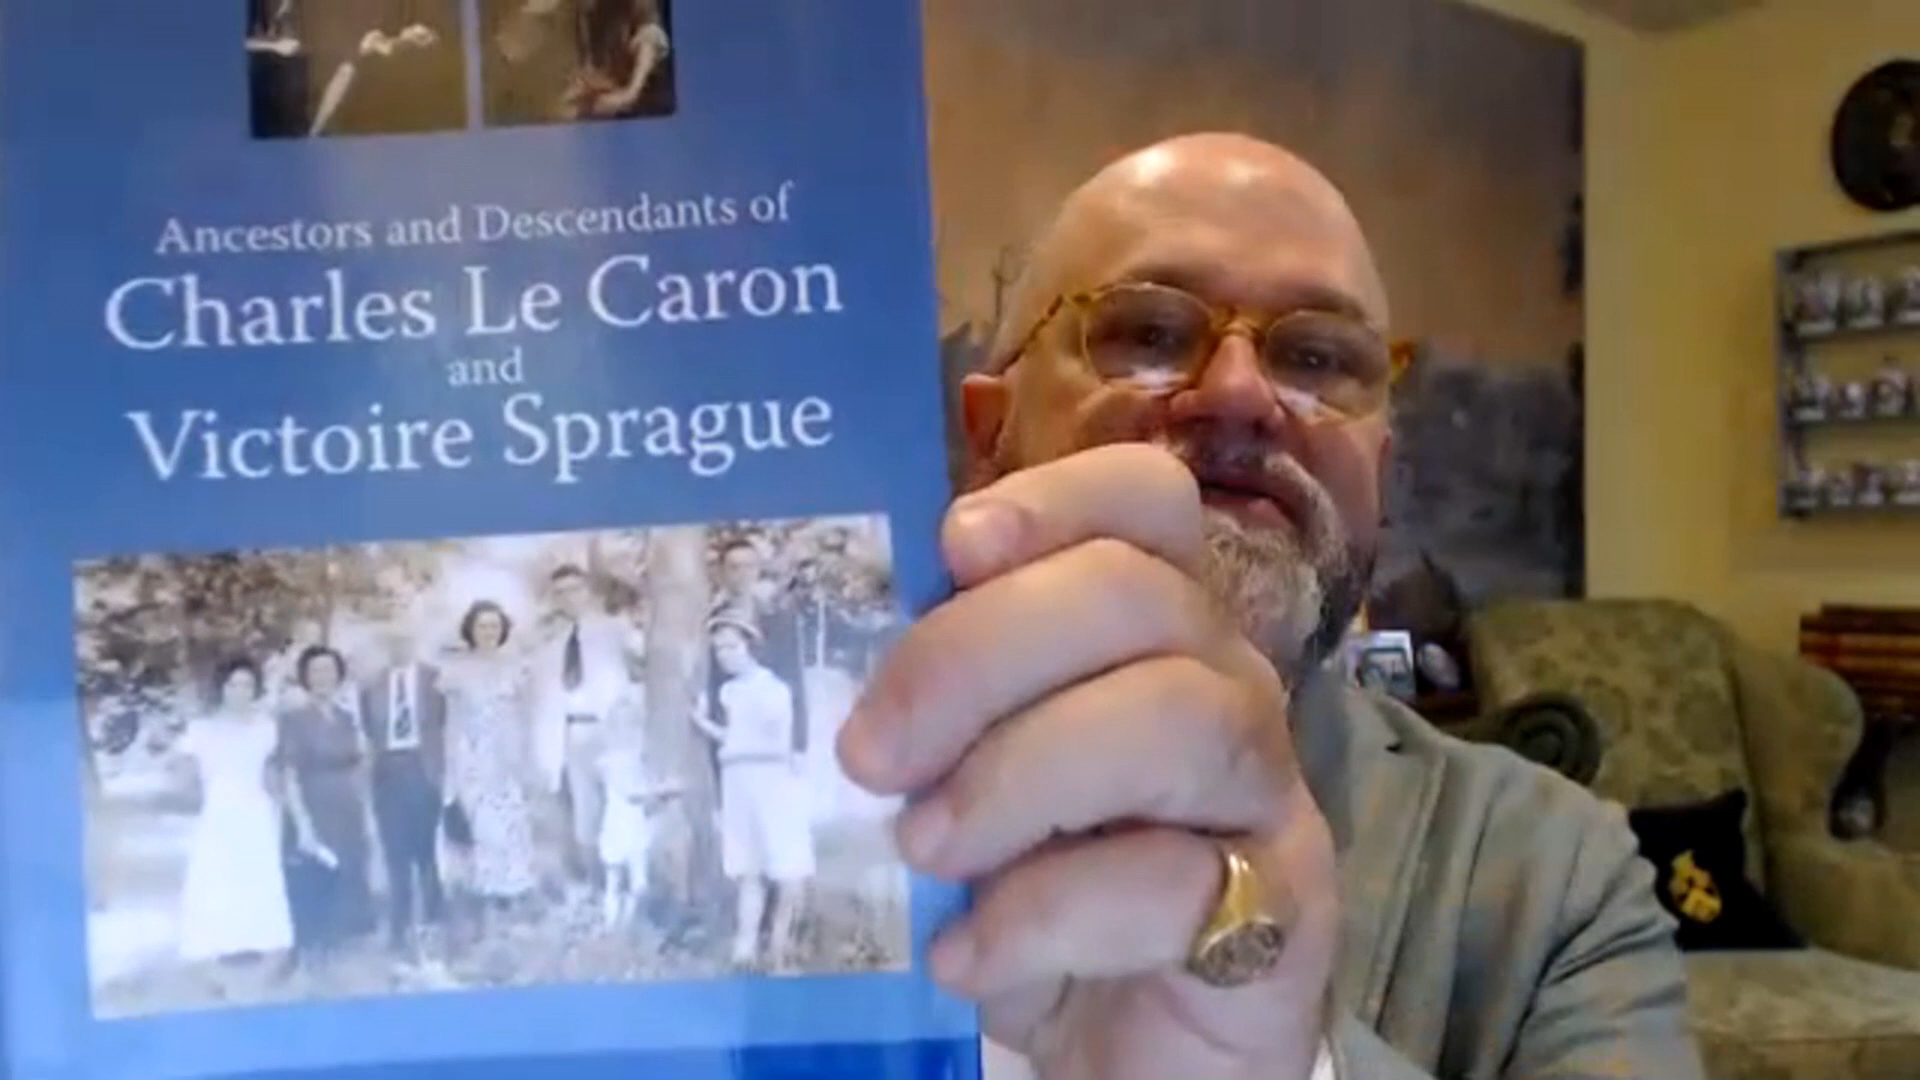 Ancestors and Descendants of
Charles Le Caron
and
Victoire Sprague